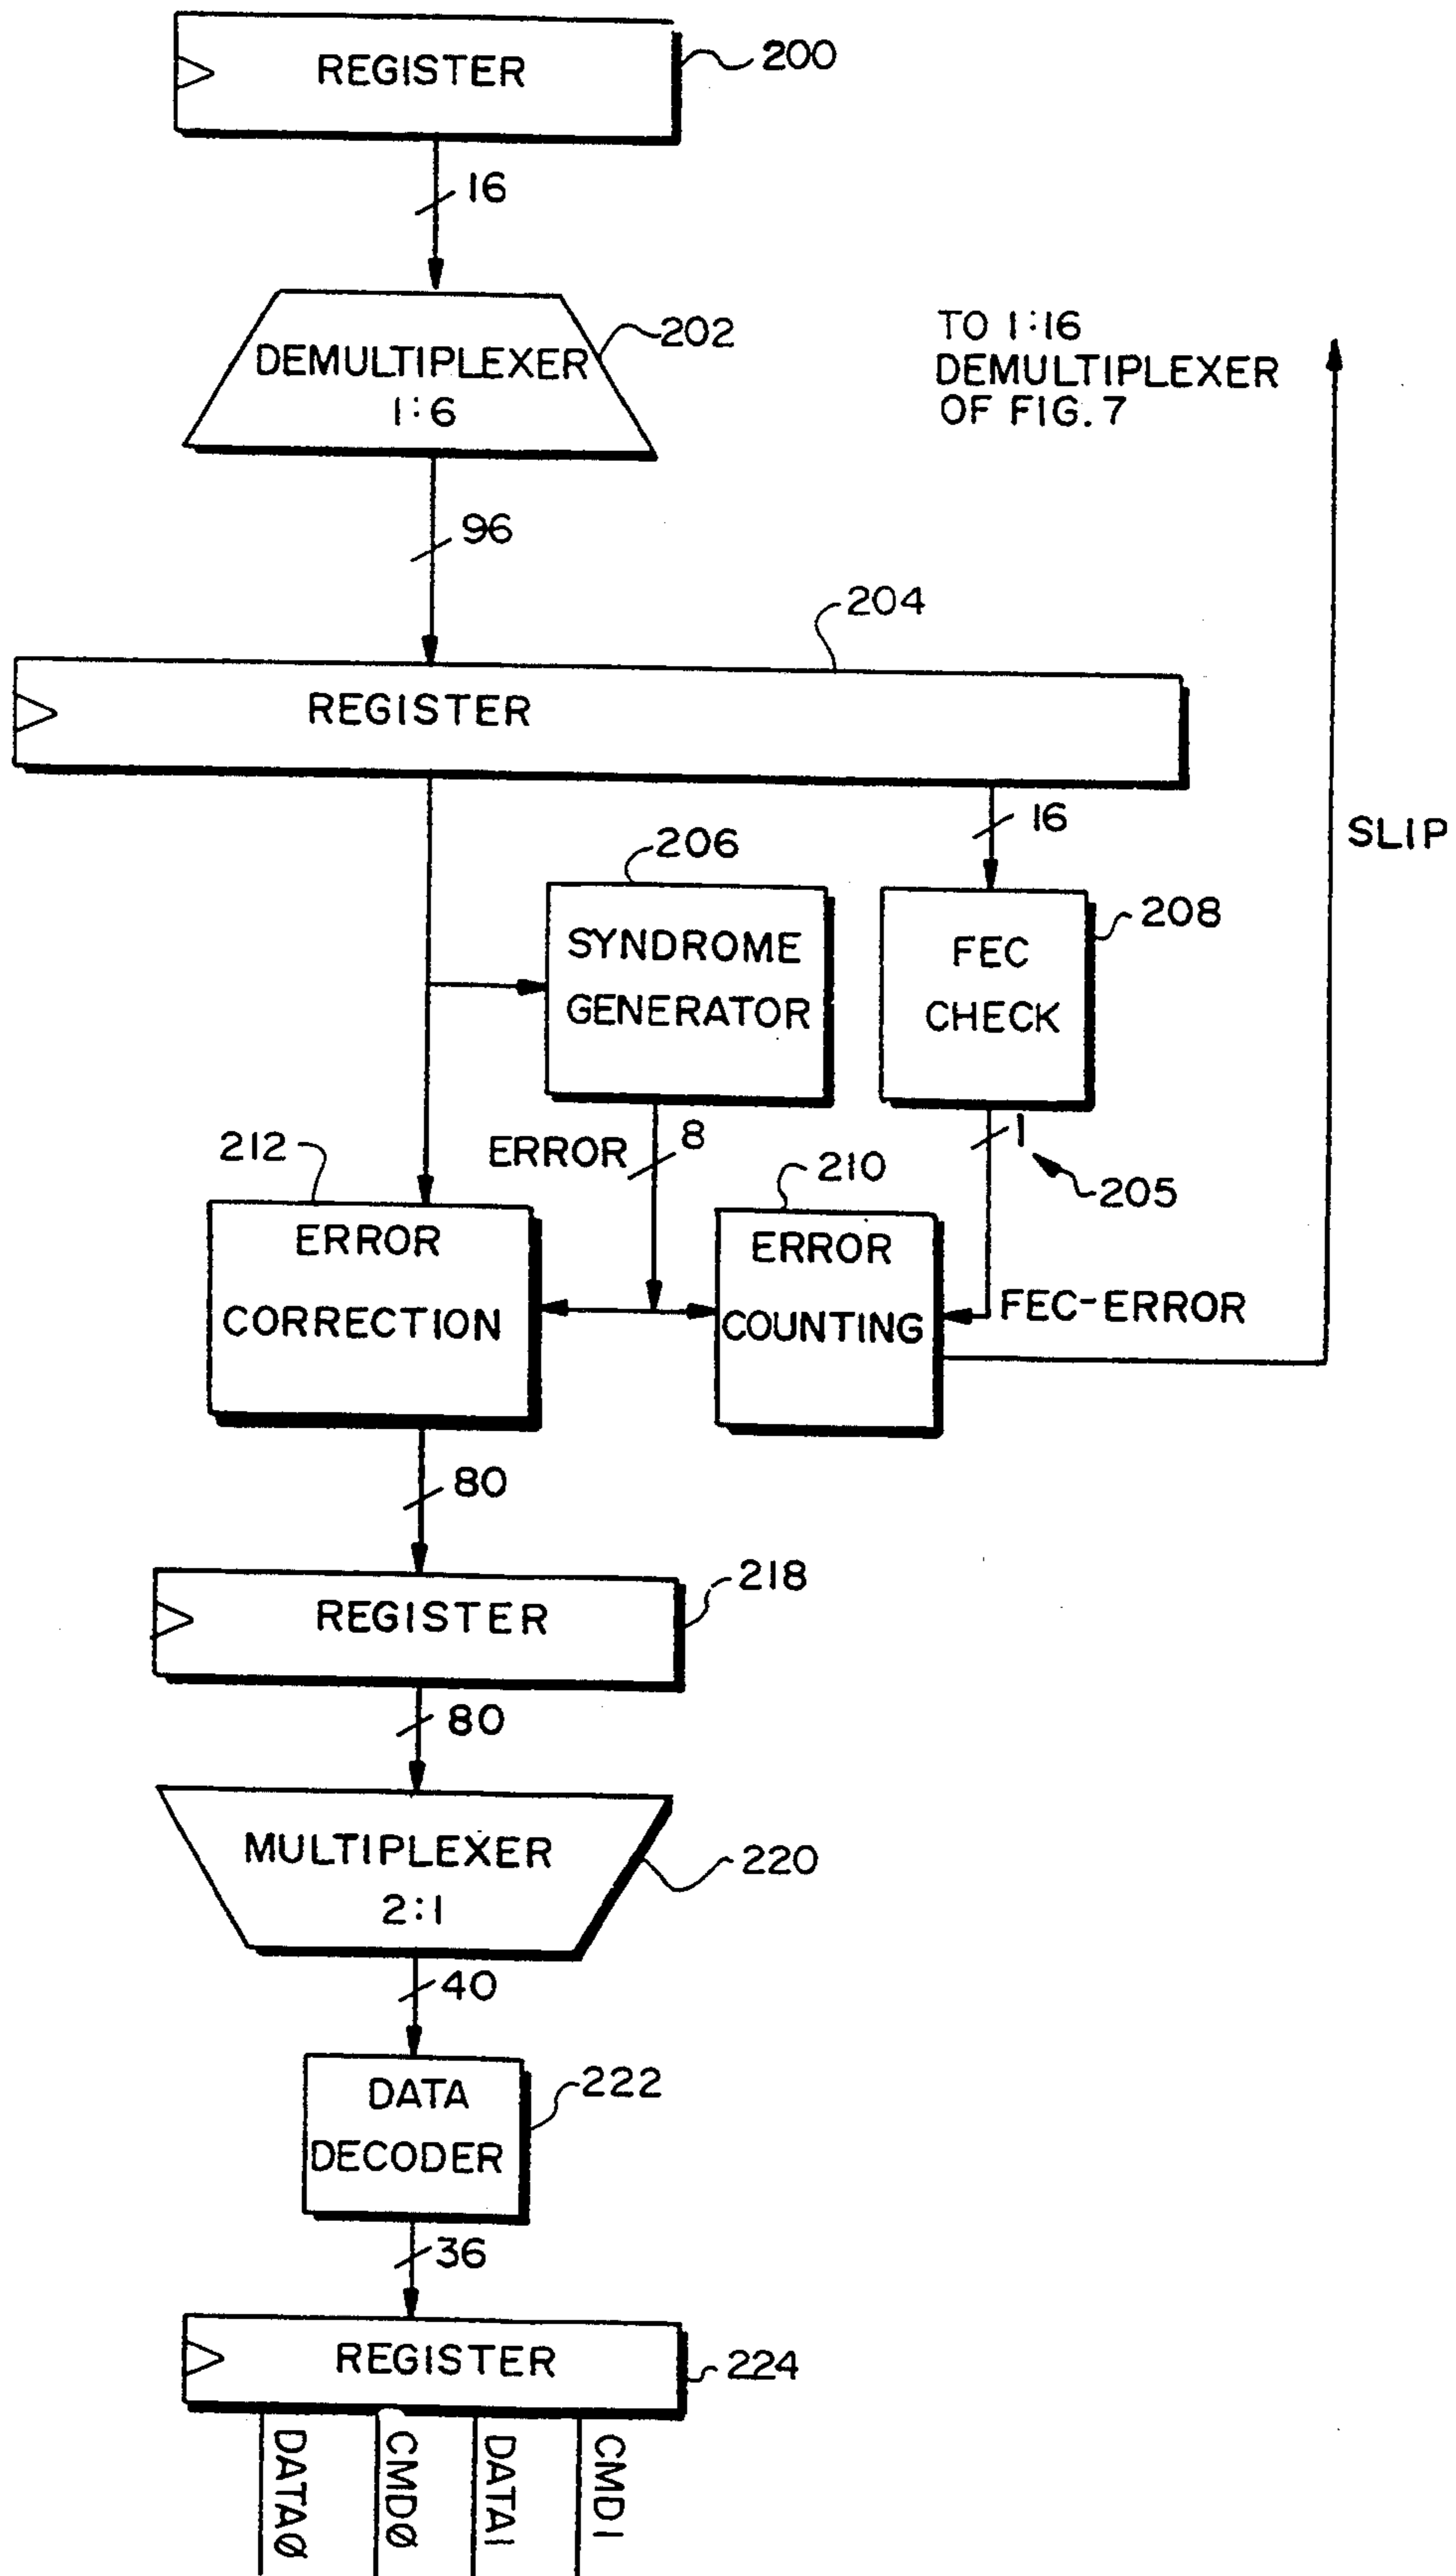 REGISTER
200
16
DEMULTIPLEXER
1:6
202
TO 1:16
DEMULTIPLEXER
OF FIG. 7
96
204
REGISTER
16
SLIP
206
SYNDROME
GENERATOR
208
FEC
CHECK
212
ERROR
8
1
205
210
ERROR
CORRECTION
ERROR
COUNTING
FEC-ERROR
80
218
REGISTER
80
MULTIPLEXER
2:1
220
40
DATA
DECODER
222
36
REGISTER
224
DATA0
CMD0
DATA1
CMD1